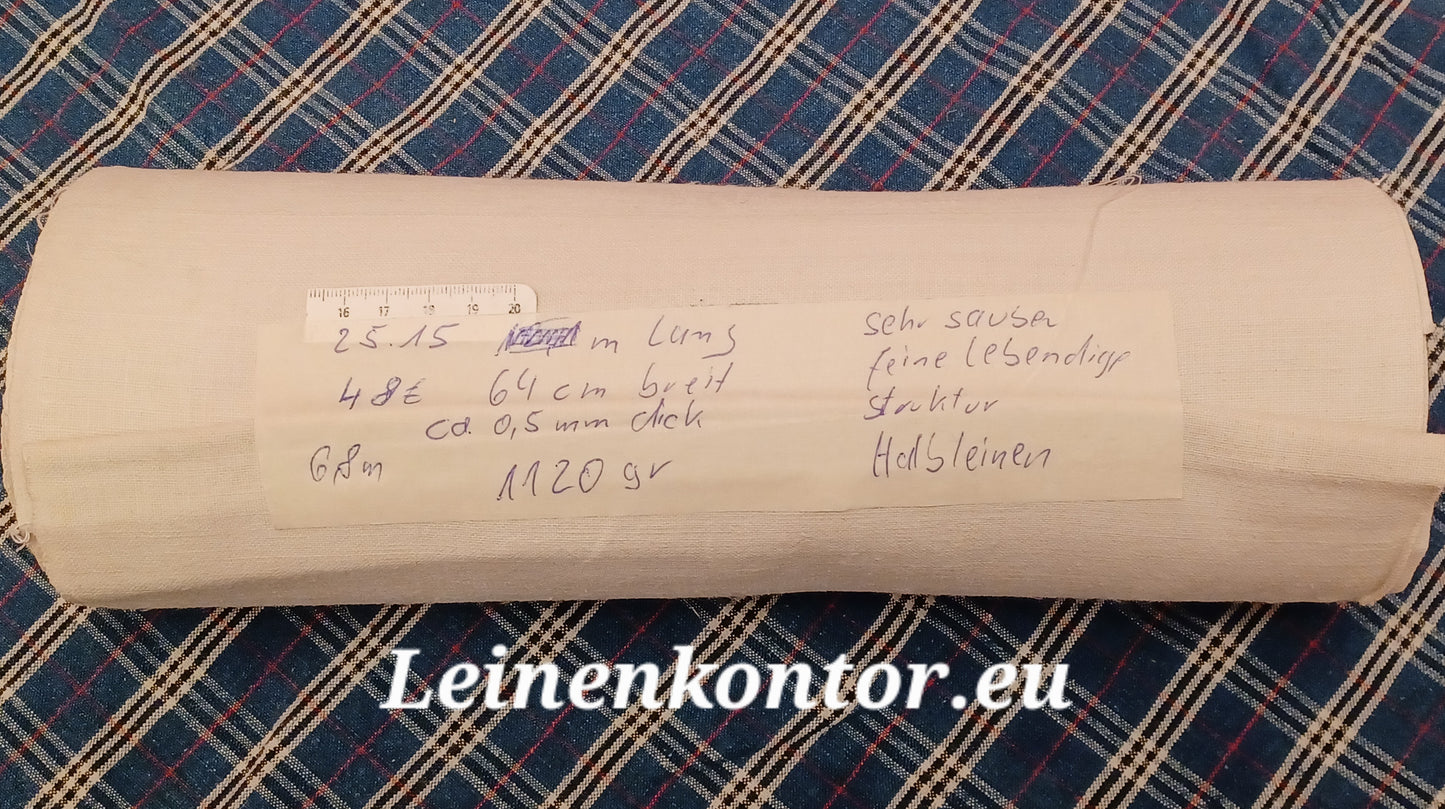 16 17 18 19 20
25.15 m lang
48€ 64 cm breit
ca. 0,5 mm dick
6,8m 1120 gr
sehr sauber
feine lebendige
struktur
Halbleinen
Leinenkontor.eu